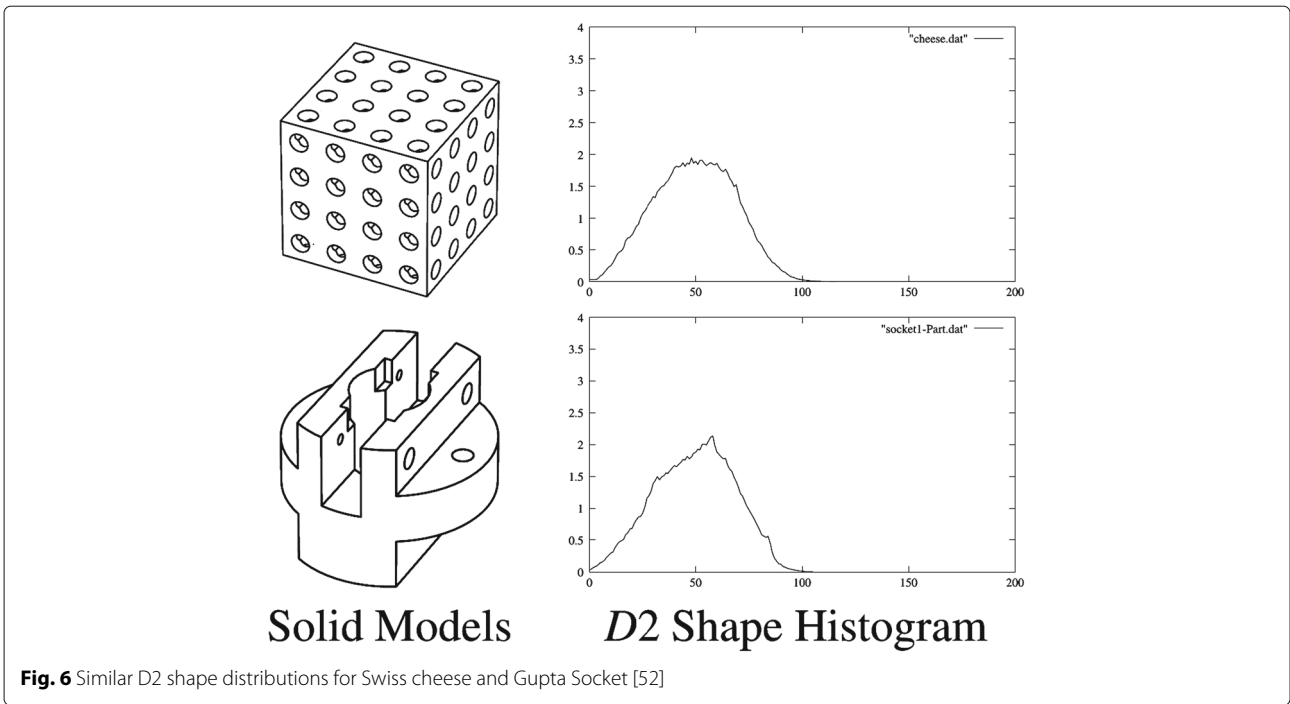 4
3.5
3
2.5
2
1.5
1
0.5
0
0 50 100 150 200
"cheese.dat"
4
3.5
3
2.5
2
1.5
1
0.5
0
0 50 100 150 200
"socket1-Part.dat"
Solid Models
D2 Shape Histogram
Fig. 6 Similar D2 shape distributions for Swiss cheese and Gupta Socket [52]